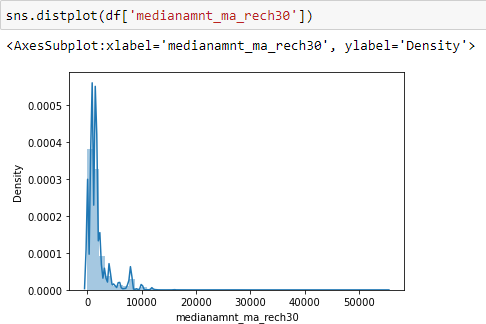 sns.distplot(df['medianamnt_ma_rech30'])
<AxesSubplot:xlabel='medianamnt_ma_rech30', ylabel='Density'>
0.0005
0.0004
0.0003
0.0002
0.0001
0.0000
Density
0 10000 20000 30000 40000 50000
medianamnt_ma_rech30